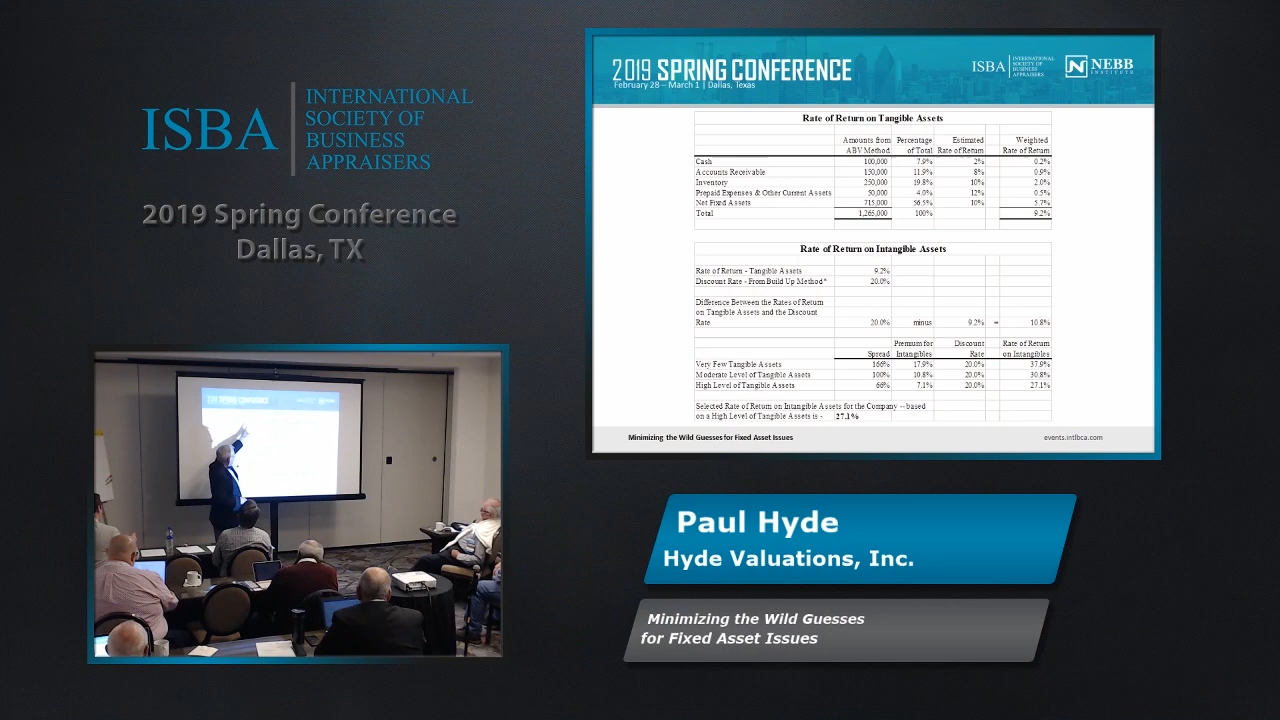 ISBA
INTERNATIONAL
SOCIETY OF
BUSINESS
APPRAISERS
2019 Spring Conference
Dallas, TX
2019 SPRING CONFERENCE
February 28 – March 1 | Dallas, Texas
ISBA
INTERNATIONAL
SOCIETY OF
BUSINESS
APPRAISERS
N NEBB
INSTITUTE
Rate of Return on Tangible Assets
Amounts from Percentage Estimated Weighted
ABV Method of Total Rate of Return Rate of Return
Cash 100,000 7.9% 2% 0.2%
Accounts Receivable 150,000 11.9% 8% 0.9%
Inventory 250,000 19.8% 10% 2.0%
Prepaid Expenses & Other Current Assets 50,000 4.0% 12% 0.5%
Net Fixed Assets 715,000 56.5% 10% 5.7%
Total 1,265,000 100% 9.2%
Rate of Return on Intangible Assets
Rate of Return - Tangible Assets 9.2%
Discount Rate - From Build Up Method* 20.0%
Difference Between the Rates of Return
on Tangible Assets and the Discount
Rate 20.0% minus 9.2% = 10.8%
Premium for Discount Rate of Return
Spread Intangibles Rate on Intangibles
Very Few Tangible Assets 166% 17.9% 20.0% 37.9%
Moderate Level of Tangible Assets 100% 10.8% 20.0% 30.8%
High Level of Tangible Assets 66% 7.1% 20.0% 27.1%
Selected Rate of Return on Intangible Assets for the Company -- based
on a High Level of Tangible Assets is - 27.1%
Minimizing the Wild Guesses for Fixed Asset Issues events.intlbca.com
SPRING CONFERENCE
Paul Hyde
Hyde Valuations, Inc.
Minimizing the Wild Guesses
for Fixed Asset Issues